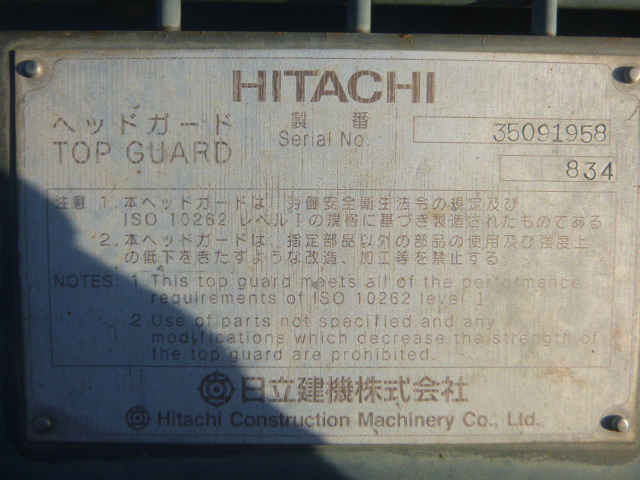 HITACHI
ヘッドガード 製番 35091958
TOP GUARD Serial No
834
注意 1. 本ヘッドガードは、労働安全衛生法令の規定及び
ISO 10262 レベルⅠの規格に基づき製造されたものである
2. 本ヘッドガードは、指定部品以外の部品の使用及び強度上
の低下をきたすような改造、加工等を禁止する
NOTES: 1. This top guard meets all of the performance
requirements of ISO 10262 level Ⅰ
2. Use of parts not specified and any
modifications which decrease the strength of
the top guard are prohibited.
日立建機株式会社
Hitachi Construction Machinery Co., Ltd.